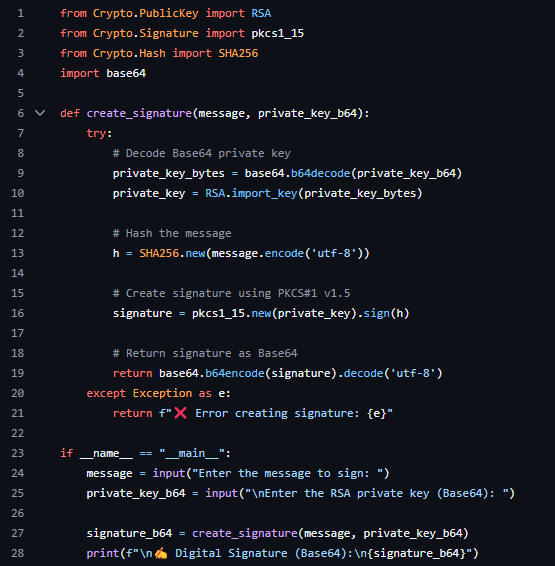 1 from Crypto.PublicKey import RSA
2 from Crypto.Signature import pkcs1_15
3 from Crypto.Hash import SHA256
4 import base64
5
6 def create_signature(message, private_key_b64):
7     try:
8         # Decode Base64 private key
9         private_key_bytes = base64.b64decode(private_key_b64)
10         private_key = RSA.import_key(private_key_bytes)
11
12         # Hash the message
13         h = SHA256.new(message.encode('utf-8'))
14
15         # Create signature using PKCS#1 v1.5
16         signature = pkcs1_15.new(private_key).sign(h)
17
18         # Return signature as Base64
19         return base64.b64encode(signature).decode('utf-8')
20     except Exception as e:
21         return f"❌ Error creating signature: {e}"
22
23 if __name__ == "__main__":
24     message = input("Enter the message to sign: ")
25     private_key_b64 = input("\nEnter the RSA private key (Base64): ")
26
27     signature_b64 = create_signature(message, private_key_b64)
28     print(f"\n✍️ Digital Signature (Base64):\n{signature_b64}")